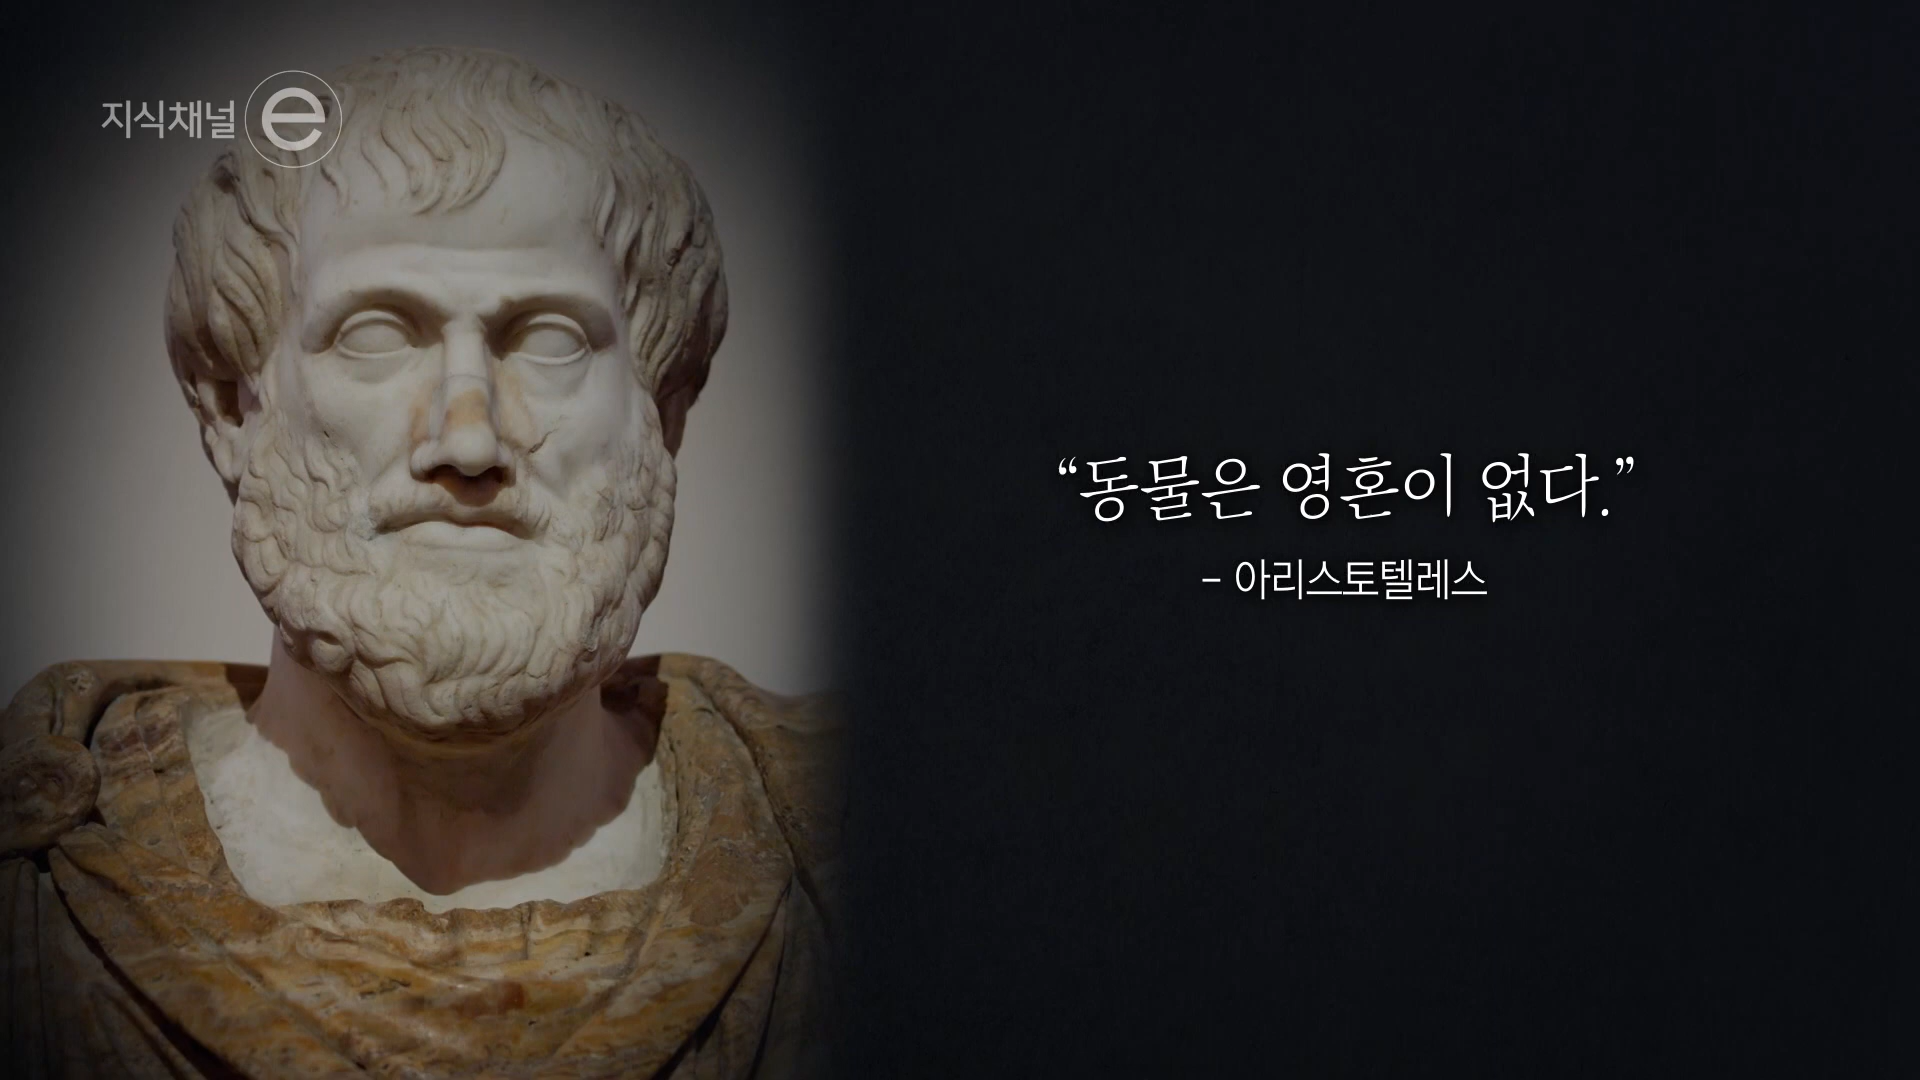 지식채널 e
“동물은 영혼이 없다.”
– 아리스토텔레스